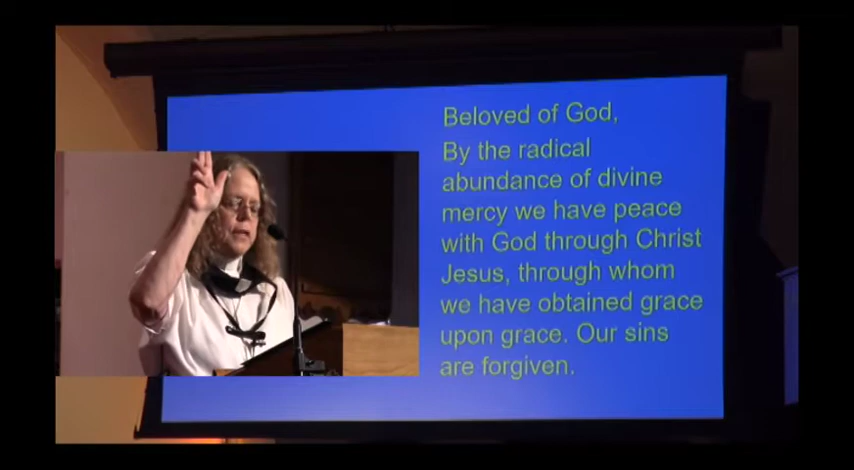 Beloved of God,
By the radical
abundance of divine
mercy we have peace
with God through Christ
Jesus, through whom
we have obtained grace
upon grace. Our sins
are forgiven.